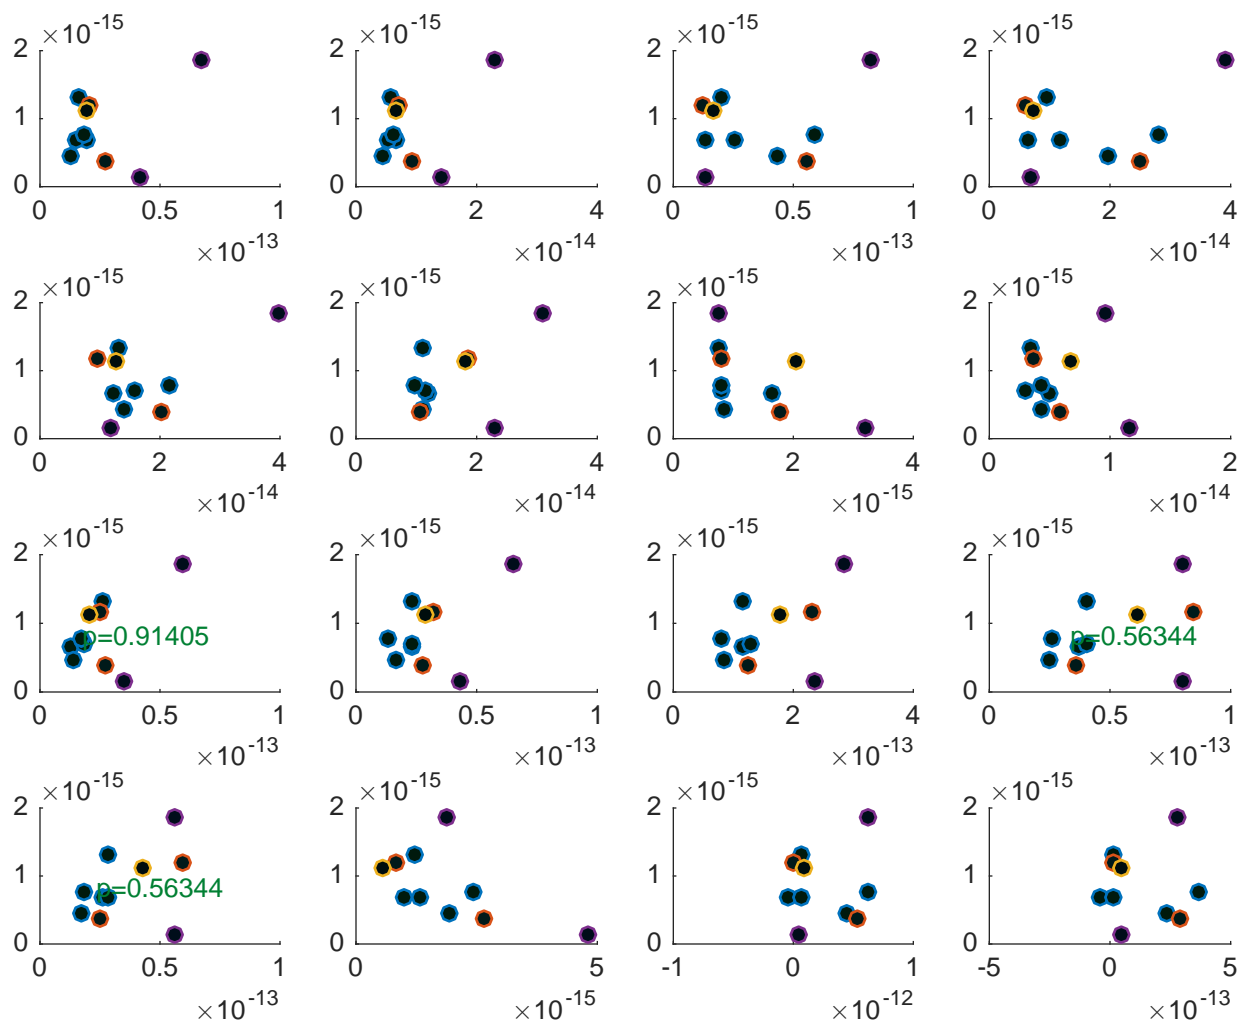 ×10-15 ×10-15 ×10-15 ×10-15
2 2 2 2
1 1 1 1
0 0 0 0
0 0.5 1 0 2 4 0 0.5 1 0 2 4
×10-13 ×10-14 ×10-13 ×10-14
×10-15 ×10-15 ×10-15 ×10-15
2 2 2 2
1 1 1 1
0 0 0 0
0 2 4 0 2 4 0 2 4 0 1 2
×10-14 ×10-14 ×10-15 ×10-14
×10-15 ×10-15 ×10-15 ×10-15
2 2 2 2
1 1 1 1
p=0.91405 p=0.56344
0 0 0 0
0 0.5 1 0 0.5 1 0 2 4 0 0.5 1
×10-13 ×10-13 ×10-13 ×10-13
×10-15 ×10-15 ×10-15 ×10-15
2 2 2 2
1 1 1 1
p=0.56344
0 0 0 0
0 0.5 1 0 5 -1 0 1 -5 0 5
×10-13 ×10-15 ×10-12 ×10-13